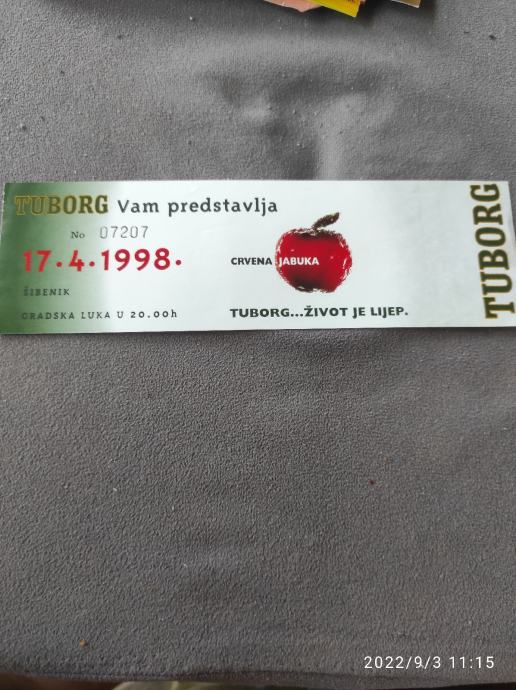 TUBORG Vam predstavlja
No 07207
17.4.1998.
CRVENA JABUKA
ŠIBENIK
GRADSKA LUKA U 20.00h
TUBORG...ŽIVOT JE LIJEP.
TUBORG
2022/9/3 11:15